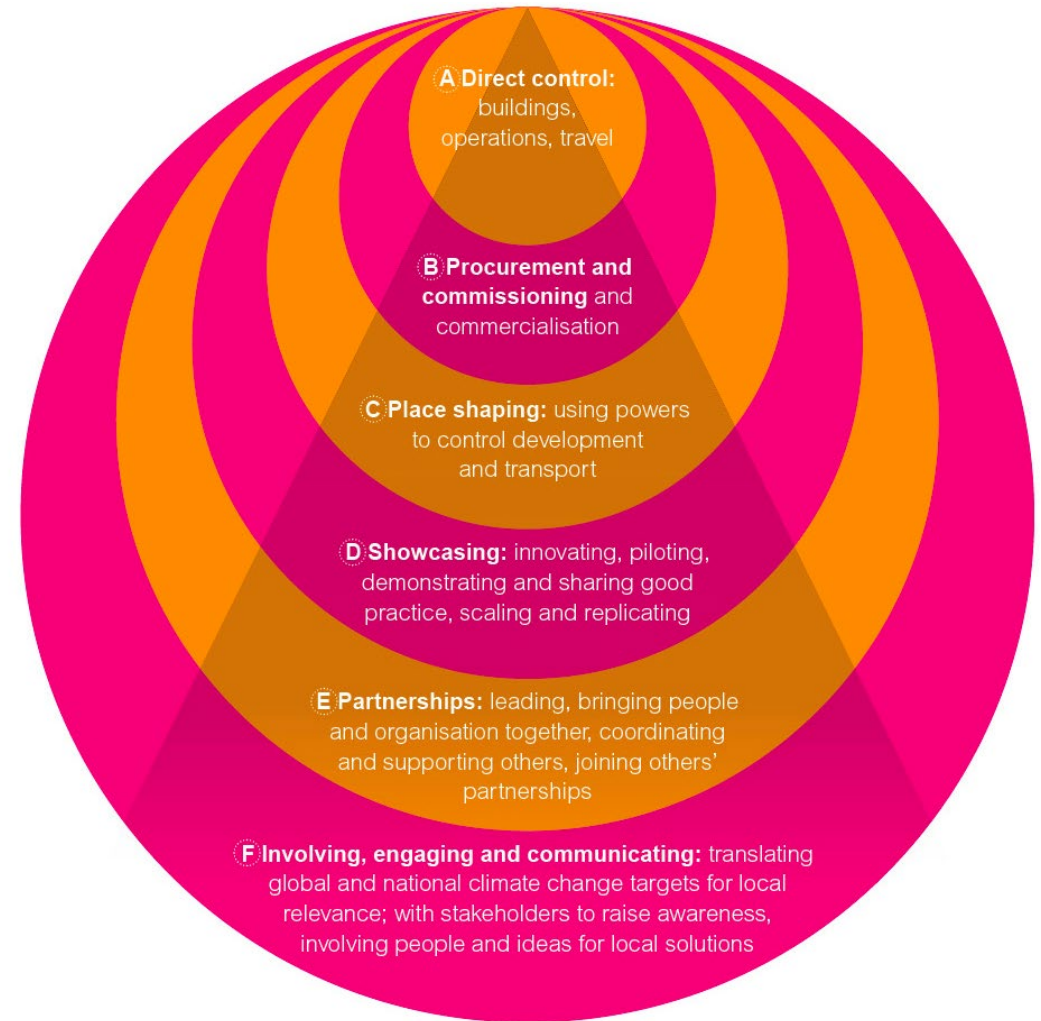 A Direct control:
buildings,
operations, travel
B Procurement and
commissioning and
commercialisation
C Place shaping: using powers
to control development
and transport
D Showcasing: innovating, piloting,
demonstrating and sharing good
practice, scaling and replicating
E Partnerships: leading, bringing people
and organisation together, coordinating
and supporting others, joining others’
partnerships
F Involving, engaging and communicating: translating
global and national climate change targets for local
relevance; with stakeholders to raise awareness,
involving people and ideas for local solutions